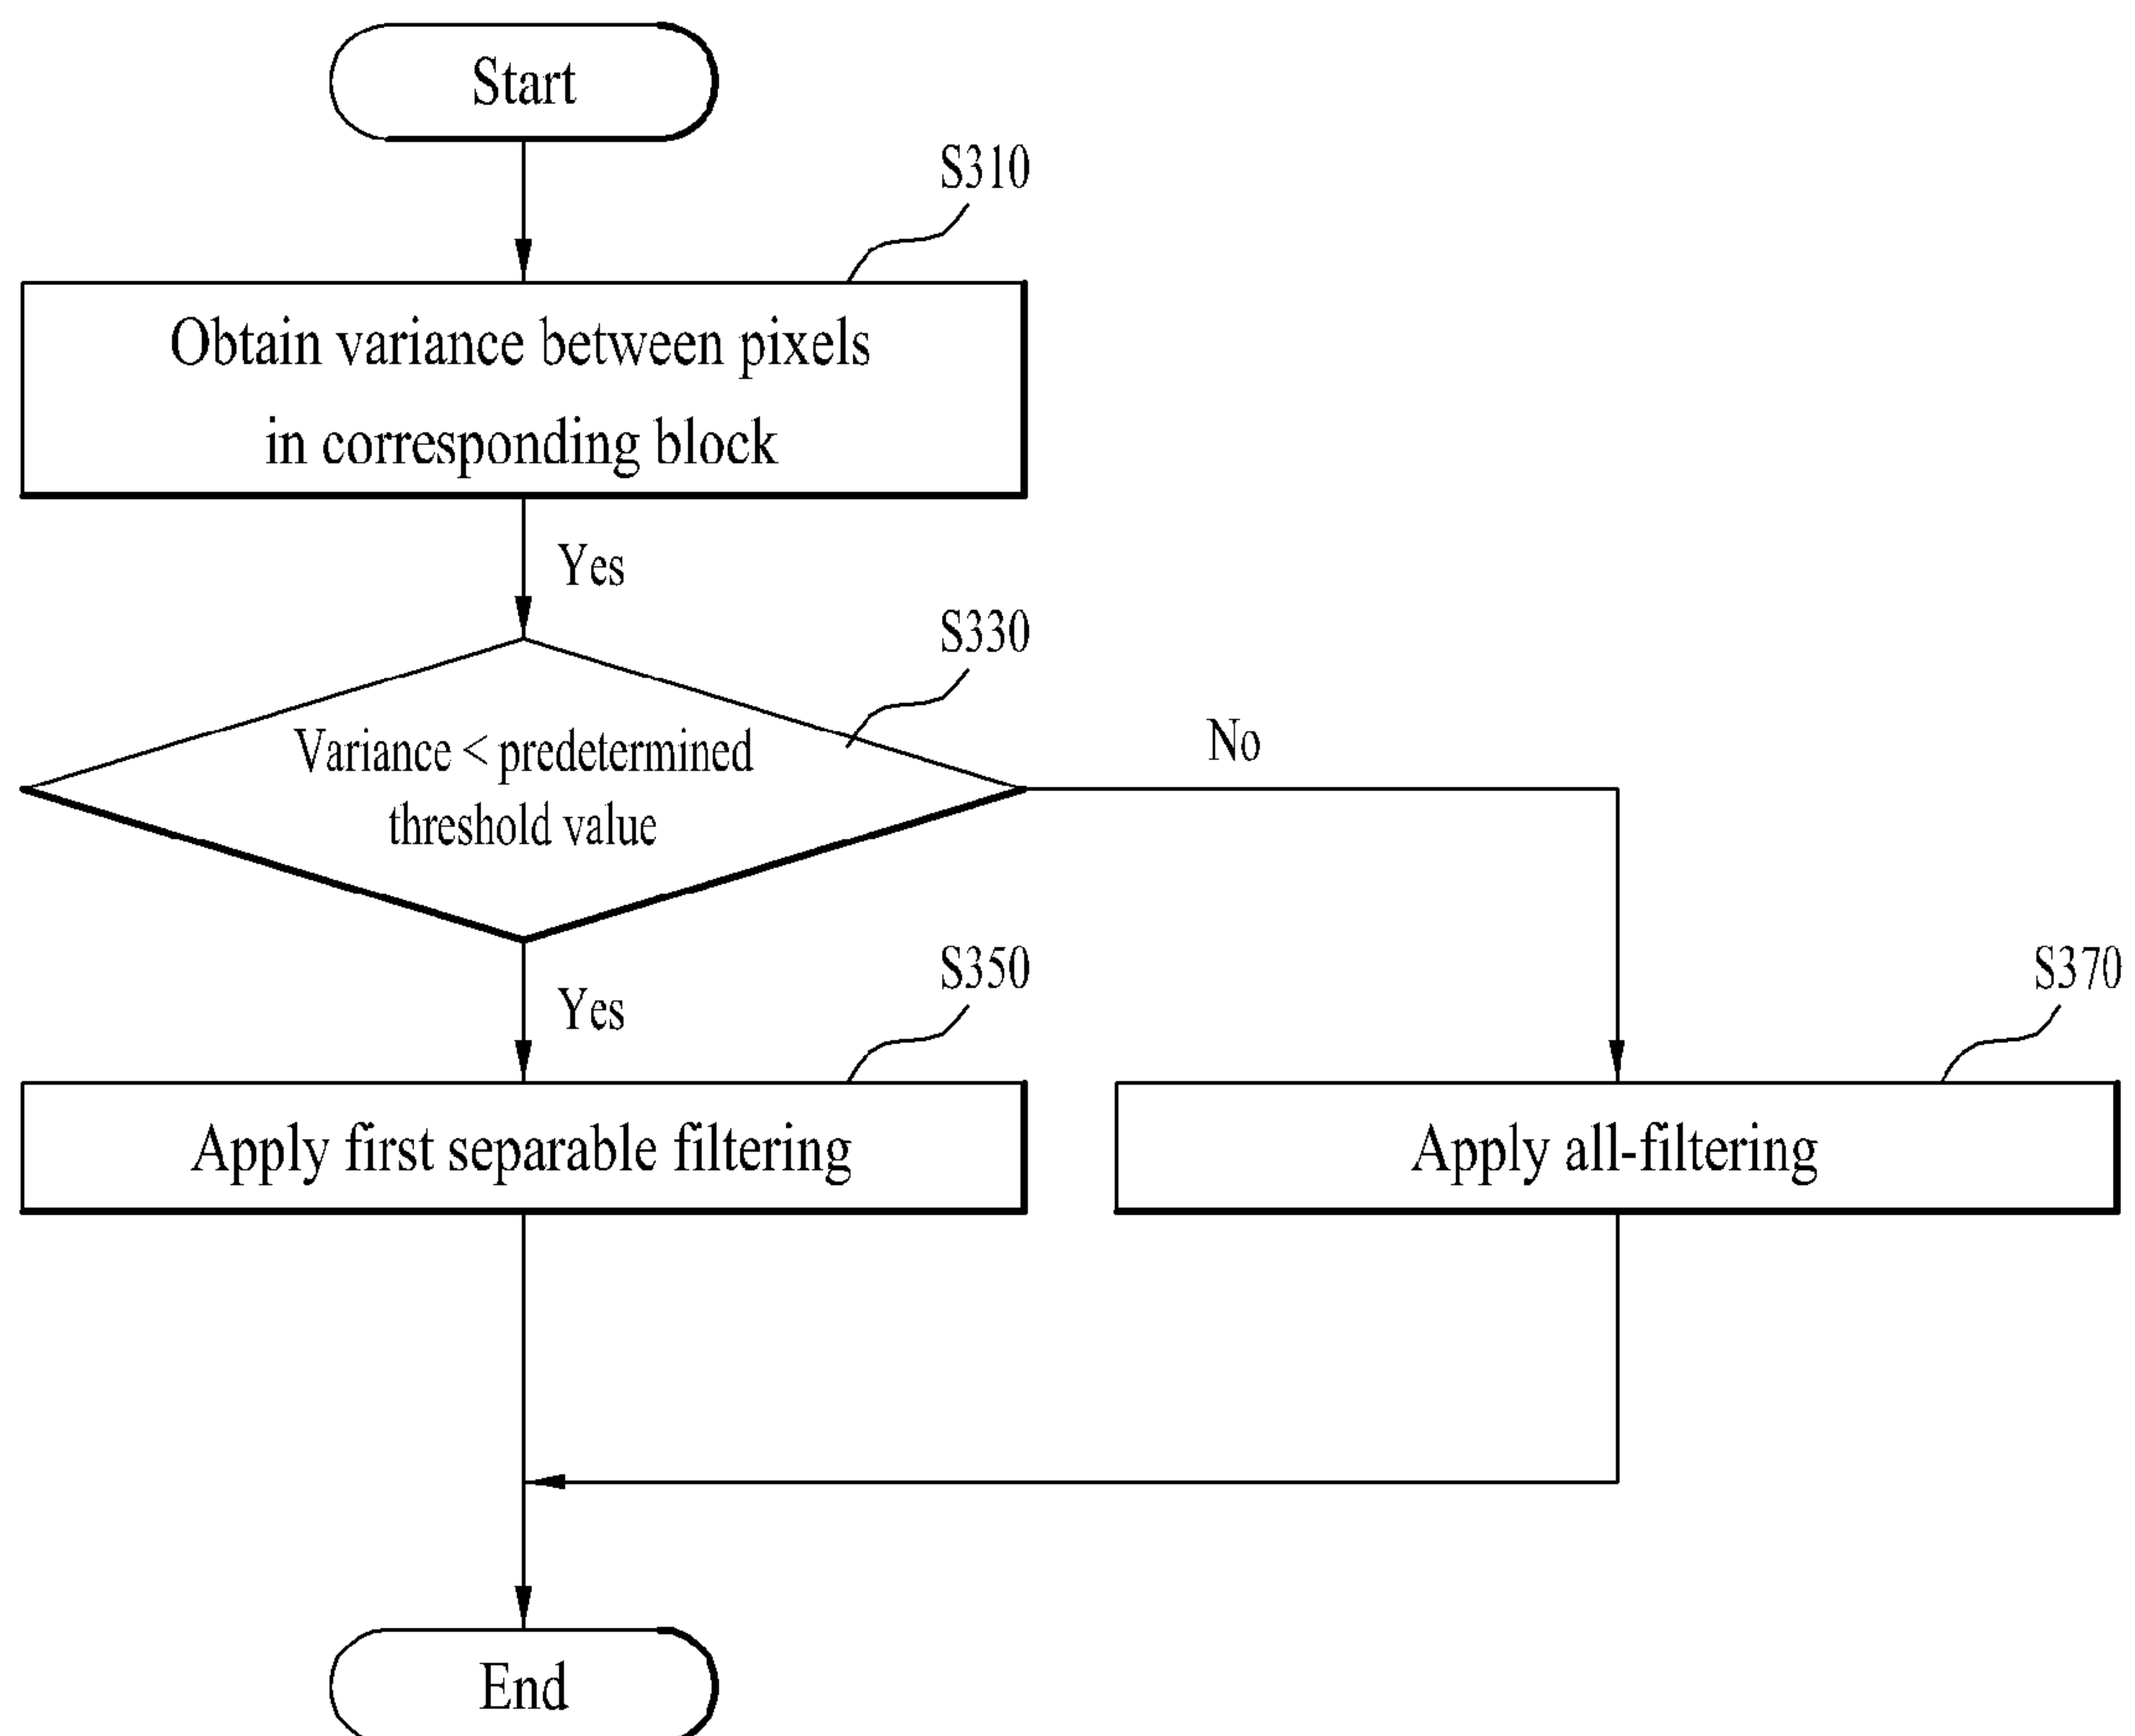 Start
S310
Obtain variance between pixels
in corresponding block
Yes
S330
Variance < predetermined
threshold value
No
Yes
S350
S370
Apply first separable filtering
Apply all-filtering
End